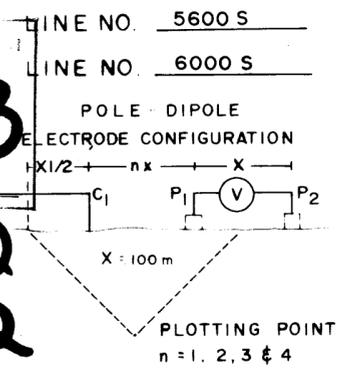 LINE NO. 5600 S
LINE NO. 6000 S
POLE - DIPOLE
ELECTRODE CONFIGURATION
X1/2 nx X
C1 P1 V P2
X = 100 m
PLOTTING POINT
n = 1, 2, 3 & 4